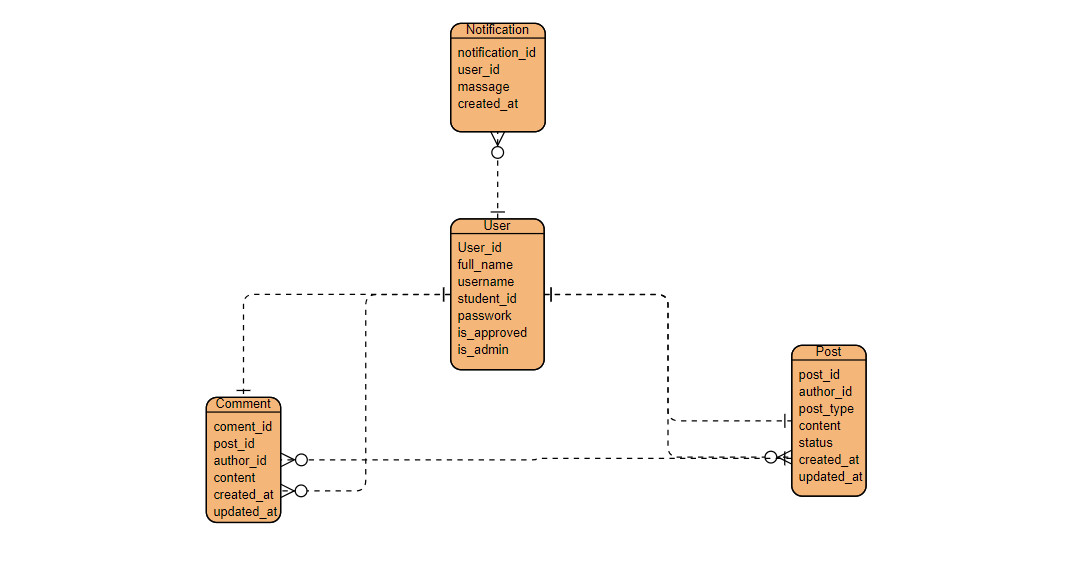 Notification
notification_id
user_id
massage
created_at
User
User_id
full_name
username
student_id
passwork
is_approved
is_admin
Post
post_id
author_id
post_type
content
status
created_at
updated_at
Comment
coment_id
post_id
author_id
content
created_at
updated_at